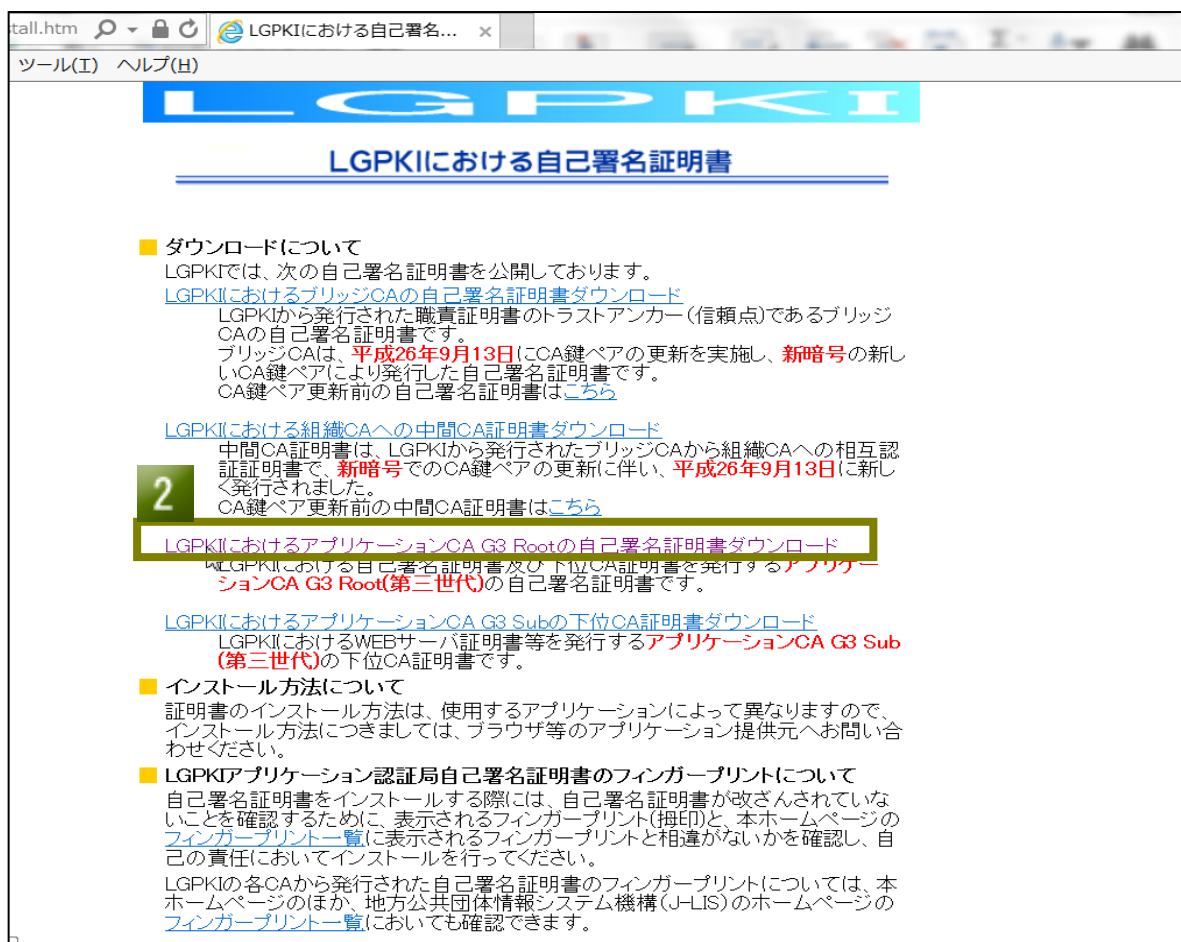 tall.htm
LGPKIにおける自己署名...
ツール(T) ヘルプ(H)
LGPKI
LGPKIにおける自己署名証明書
ダウンロードについて
LGPKIでは、次の自己署名証明書を公開しております。
LGPKIにおけるブリッジCAの自己署名証明書ダウンロード
LGPKIから発行された職責証明書のトラストアンカー(信頼点)であるブリッジ
CAの自己署名証明書です。
ブリッジCAは、平成26年9月13日にCA鍵ペアの更新を実施し、新暗号の新し
いCA鍵ペアにより発行した自己署名証明書です。
CA鍵ペア更新前の自己署名証明書はこちら
LGPKIにおける組織CAへの中間CA証明書ダウンロード
中間CA証明書は、LGPKIから発行されたブリッジCAから組織CAへの相互認
証証明書で、新暗号でのCA鍵ペアの更新に伴い、平成26年9月13日に新し
く発行されました。
2
CA鍵ペア更新前の中間CA証明書はこちら
LGPKIにおけるアプリケーションCA G3 Rootの自己署名証明書ダウンロード
LGPKIにおける自己署名証明書及び下位CA証明書を発行するアプリケー
ションCA G3 Root(第三世代)の自己署名証明書です。
LGPKIにおけるアプリケーションCA G3 Subの下位CA証明書ダウンロード
LGPKIにおけるWEBサーバ証明書等を発行するアプリケーションCA G3 Sub
(第三世代)の下位CA証明書です。
インストール方法について
証明書のインストール方法は、使用するアプリケーションによって異なりますので、
インストール方法につきましては、ブラウザ等のアプリケーション提供元へお問い合
わせください。
LGPKIアプリケーション認証局自己署名証明書のフィンガープリントについて
自己署名証明書をインストールする際には、自己署名証明書が改ざんされていな
いことを確認するために、表示されるフィンガープリント(拇印)と、本ホームページの
フィンガープリント一覧に表示されるフィンガープリントと相違がないかを確認し、自
己の責任においてインストールを行ってください。
LGPKIの各CAから発行された自己署名証明書のフィンガープリントについては、本
ホームページのほか、地方公共団体情報システム機構(J-LIS)のホームページの
フィンガープリント一覧においても確認できます。